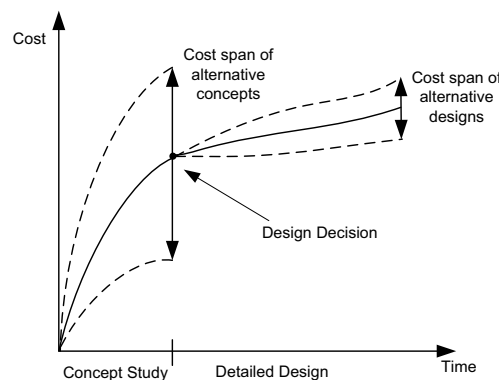 Cost
Cost span of
alternative
concepts
Cost span of
alternative
designs
Design Decision
Time
Concept Study
Detailed Design